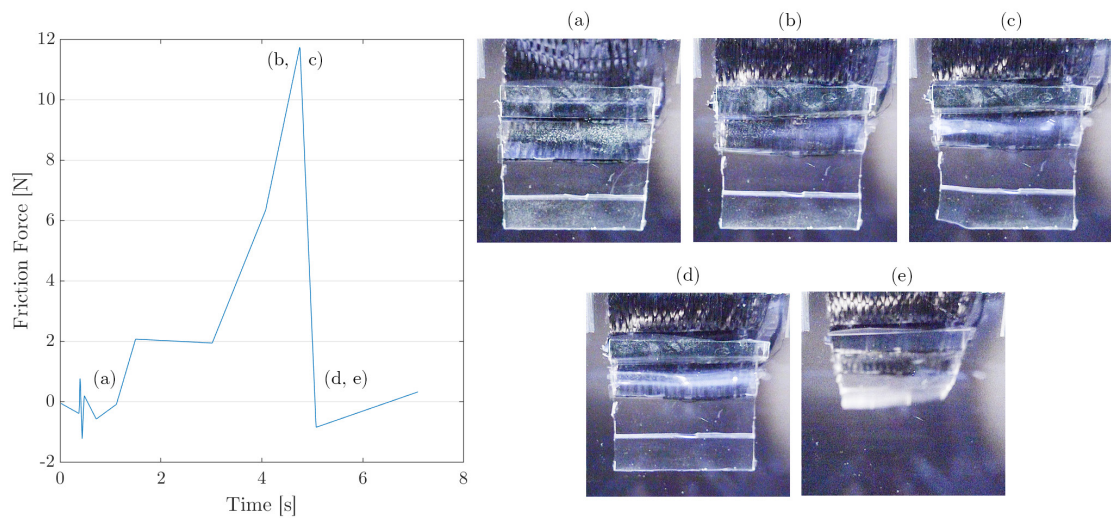 (a)
(b)
(c)
12
10
8
6
4
2
0
-2
Friction Force [N]
(b, c)
(a)
(d, e)
0
2
4
6
8
Time [s]
(d)
(e)